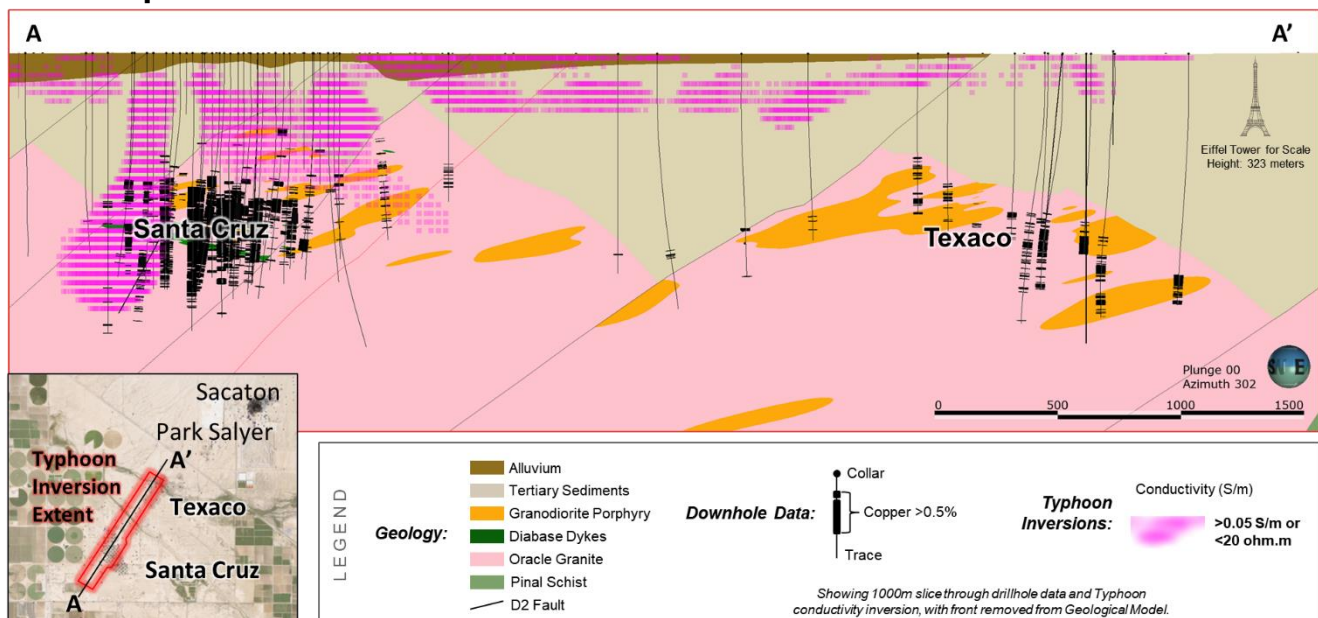 A
A'
Eiffel Tower for Scale
Height: 323 meters
Santa Cruz
Texaco
Plunge 00
Azimuth 302
0 500 1000 1500
Sacaton
Park Salyer
A'
Typhoon
Inversion
Extent
Texaco
Santa Cruz
A
LEGEND
Geology:
Alluvium
Tertiary Sediments
Granodiorite Porphyry
Diabase Dykes
Oracle Granite
Pinal Schist
D2 Fault
Downhole Data:
Collar
Copper >0.5%
Trace
Typhoon
Inversions:
Conductivity (S/m)
>0.05 S/m or
<20 ohm.m
Showing 1000m slice through drillhole data and Typhoon
conductivity inversion, with front removed from Geological Model.